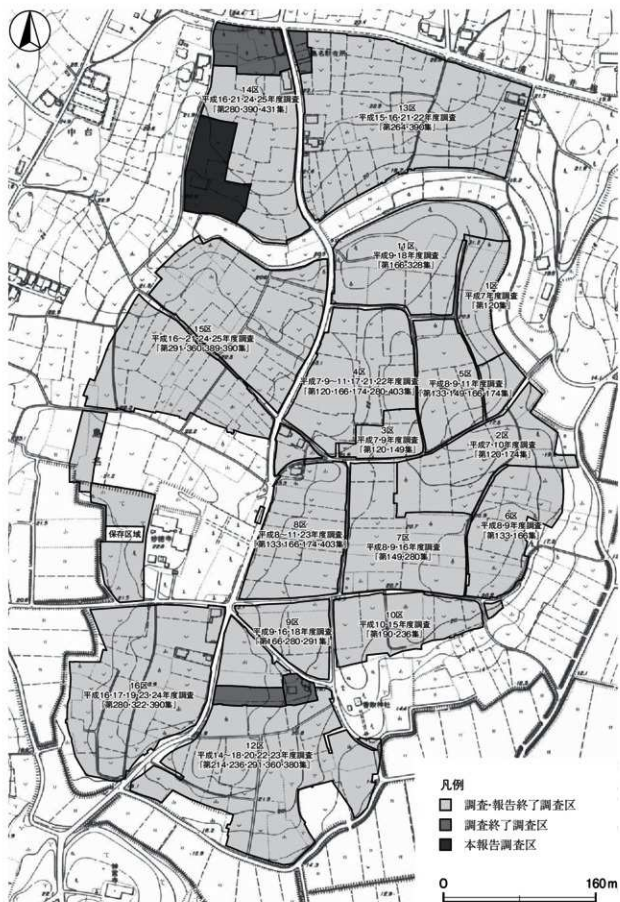 14区
平成16・21・24・25年度調査
「第280・390・431集」
13区
平成15・16・21・22年度調査
「第264・390集」
中台
11区
平成9・18年度調査
「第166・328集」
1区
平成7年度調査
「第120集」
15区
平成16〜21・24・25年度調査
「第291・360・389・390集」
4区
平成7・9〜11・17・21・22年度調査
「第120・166・174・280・403集」
5区
平成8・9・11年度調査
「第133・149・166・174集」
3区
平成7・9年度調査
「第120・149集」
2区
平成7・10年度調査
「第120・174集」
6区
平成8・9年度調査
「第133・166集」
8区
平成8〜11・23年度調査
「第133・166・174・403集」
7区
平成8・9・16年度調査
「第149・280集」
保存区域
9区
平成9・16・18年度調査
「第166・280・291集」
10区
平成10・15年度調査
「第190・236集」
16区
平成16・17・19・23・24年度調査
「第280・322・390集」
香取神社
12区
平成14〜18・20・22・23年度調査
「第214・236・291・360・380集」
凡例
調査・報告終了調査区
調査終了調査区
本報告調査区
0 160m